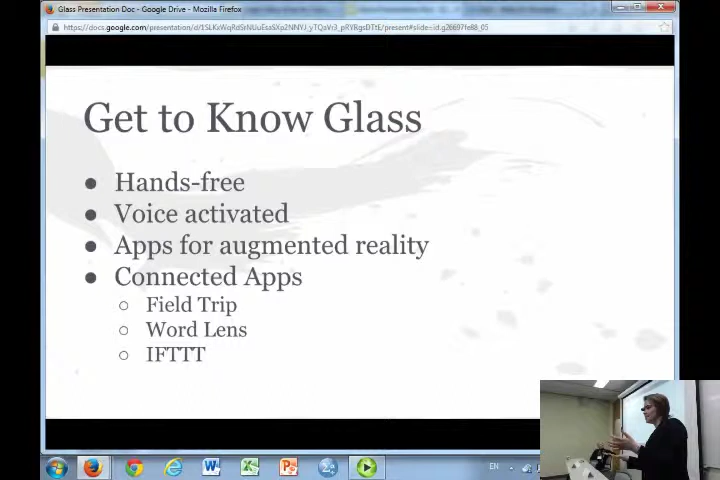 Glass Presentation Doc - Google Drive - Mozilla Firefox
Get to Know Glass
● Hands-free
● Voice activated
● Apps for augmented reality
● Connected Apps
○ Field Trip
○ Word Lens
○ IFTTT
EN